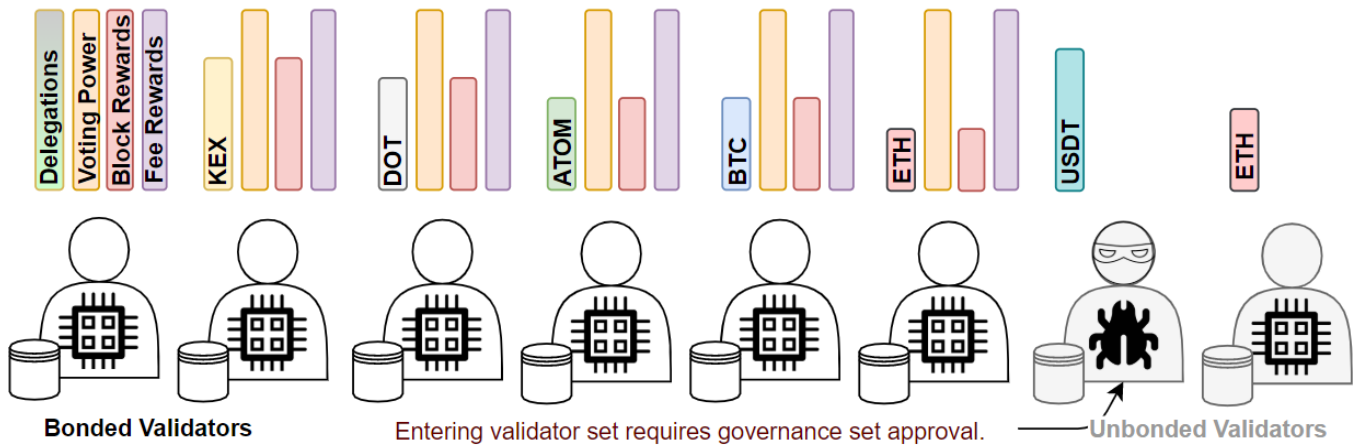 Delegations
Voting Power
Block Rewards
Fee Rewards
KEX
DOT
ATOM
BTC
ETH
USDT
ETH
Bonded Validators
Entering validator set requires governance set approval.
Unbonded Validators